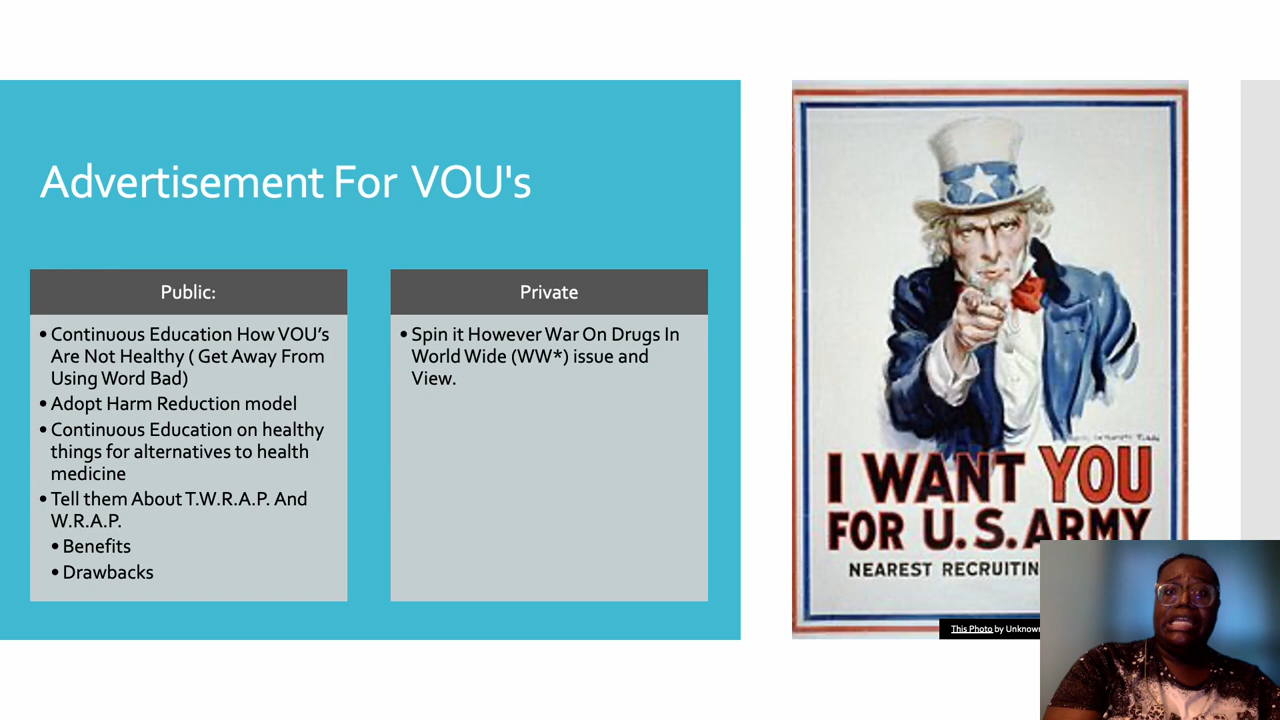 Advertisement For VOU's
Public:
• Continuous Education How VOU's
Are Not Healthy ( Get Away From
Using Word Bad)
• Adopt Harm Reduction model
• Continuous Education on healthy
things for alternatives to health
medicine
• Tell them About T.W.R.A.P. And
W.R.A.P.
• Benefits
• Drawbacks
Private
• Spin it However War On Drugs In
World Wide (WW*) issue and
View.
I WANT YOU
FOR U.S. ARMY
NEAREST RECRUITIN
This Photo by Unknown